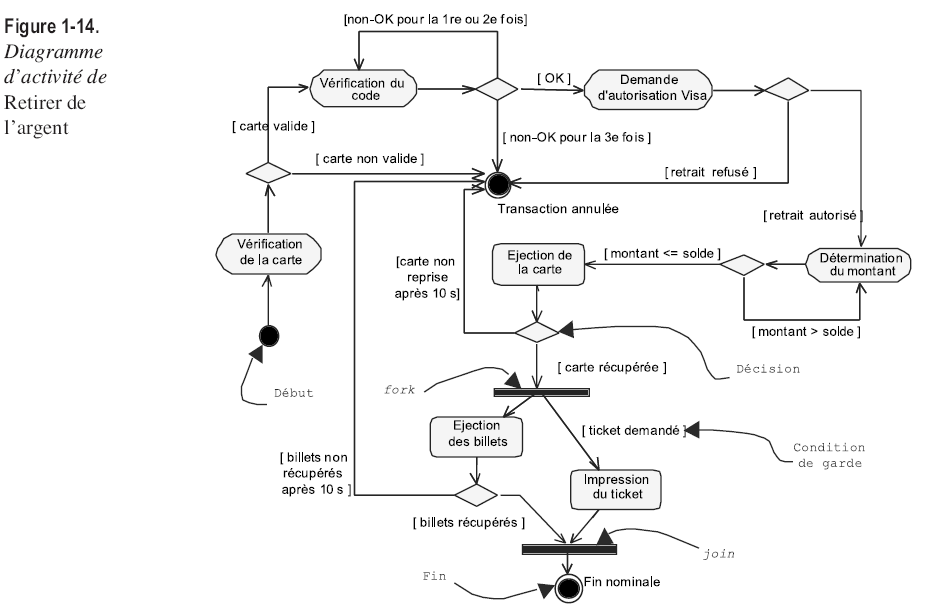 Figure 1-14.
Diagramme
d'activité de
Retirer de
l'argent
[non-OK pour la 1re ou 2e fois]
Vérification du
code
[ OK ]
Demande
d'autorisation Visa
[ carte valide ]
[ non-OK pour la 3e fois ]
[ carte non valide ]
[ retrait refusé ]
Transaction annulée
[ retrait autorisé ]
Vérification
de la carte
[carte non
reprise
après 10 s]
Ejection de
la carte
[ montant <= solde ]
Détermination
du montant
[ montant > solde ]
Début
[ carte récupérée ]
Décision
fork
Ejection
des billets
[ ticket demandé ]
Condition
de garde
[ billets non
récupérés
après 10 s ]
Impression
du ticket
[ billets récupérés ]
join
Fin
Fin nominale